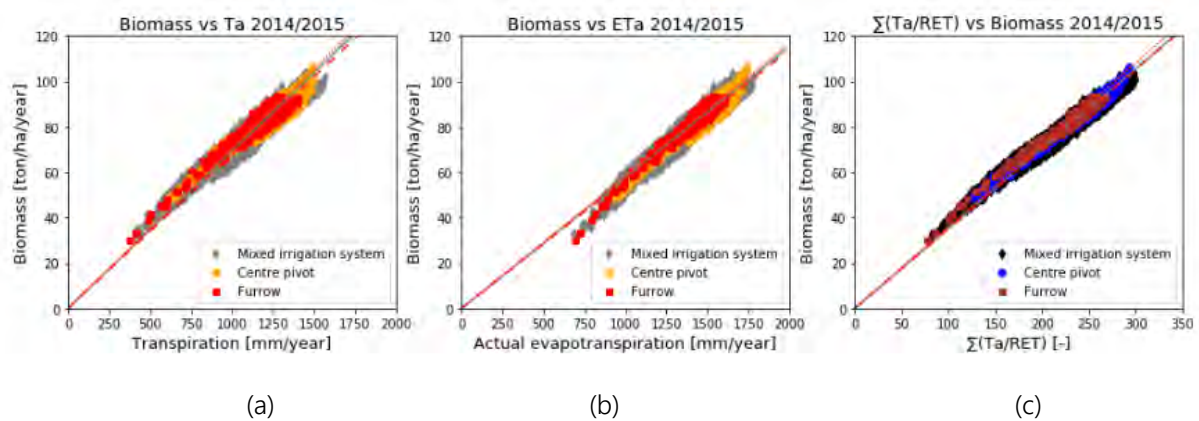 Biomass vs Ta 2014/2015
Biomass [ton/ha/year]
120
100
80
60
40
20
0
Mixed irrigation system
Centre pivot
Furrow
0 250 500 750 1000 1250 1500 1750 2000
Transpiration [mm/year]
(a)
Biomass vs ETa 2014/2015
Biomass [ton/ha/year]
120
100
80
60
40
20
0
Mixed irrigation system
Centre pivot
Furrow
0 250 500 750 1000 1250 1500 1750 2000
Actual evapotranspiration [mm/year]
(b)
∑(Ta/RET) vs Biomass 2014/2015
Biomass [ton/ha/year]
120
100
80
60
40
20
0
Mixed irrigation system
Centre pivot
Furrow
0 50 100 150 200 250 300 350
∑(Ta/RET) [-]
(c)